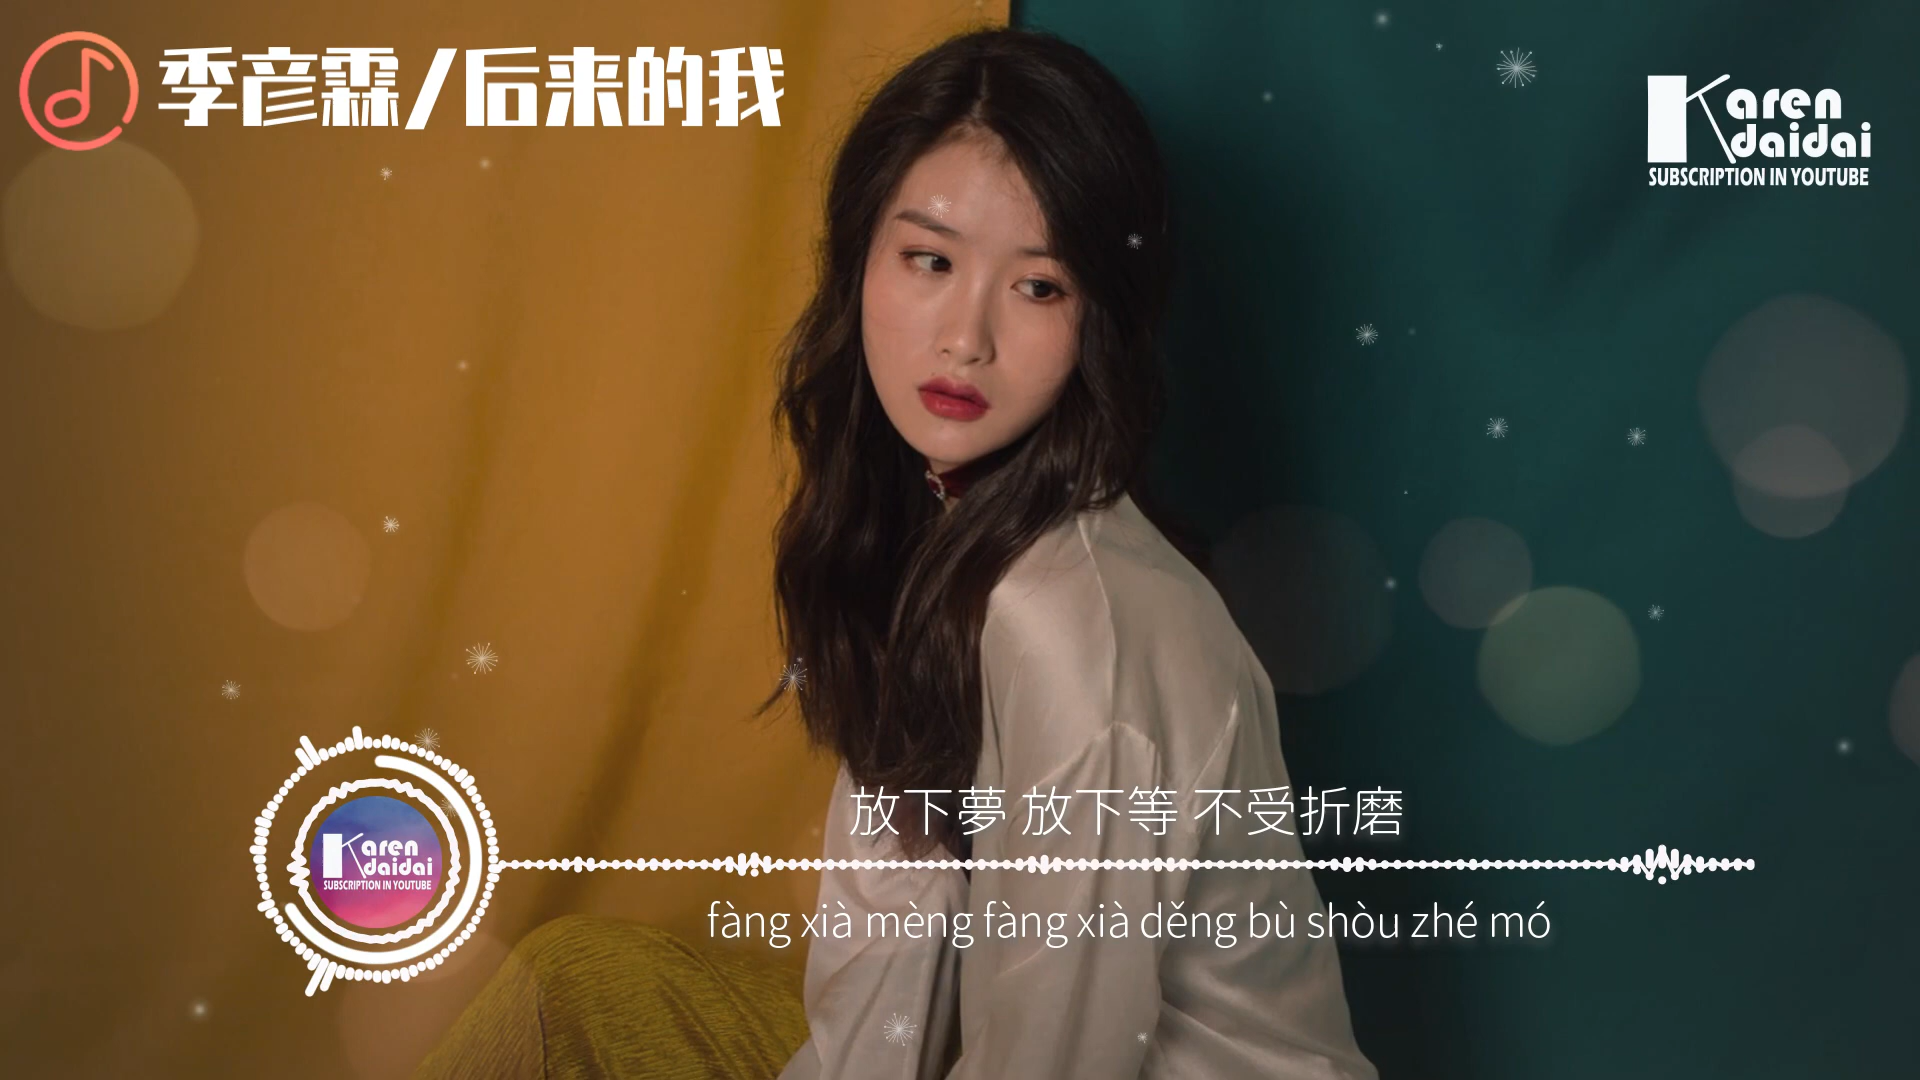 季彦霖/后来的我
Karen
daidai
SUBSCRIPTION IN YOUTUBE
放下夢 放下等 不受折磨
Karen
daidai
SUBSCRIPTION IN YOUTUBE
fàng xià mèng fàng xià děng bù shòu zhé mó